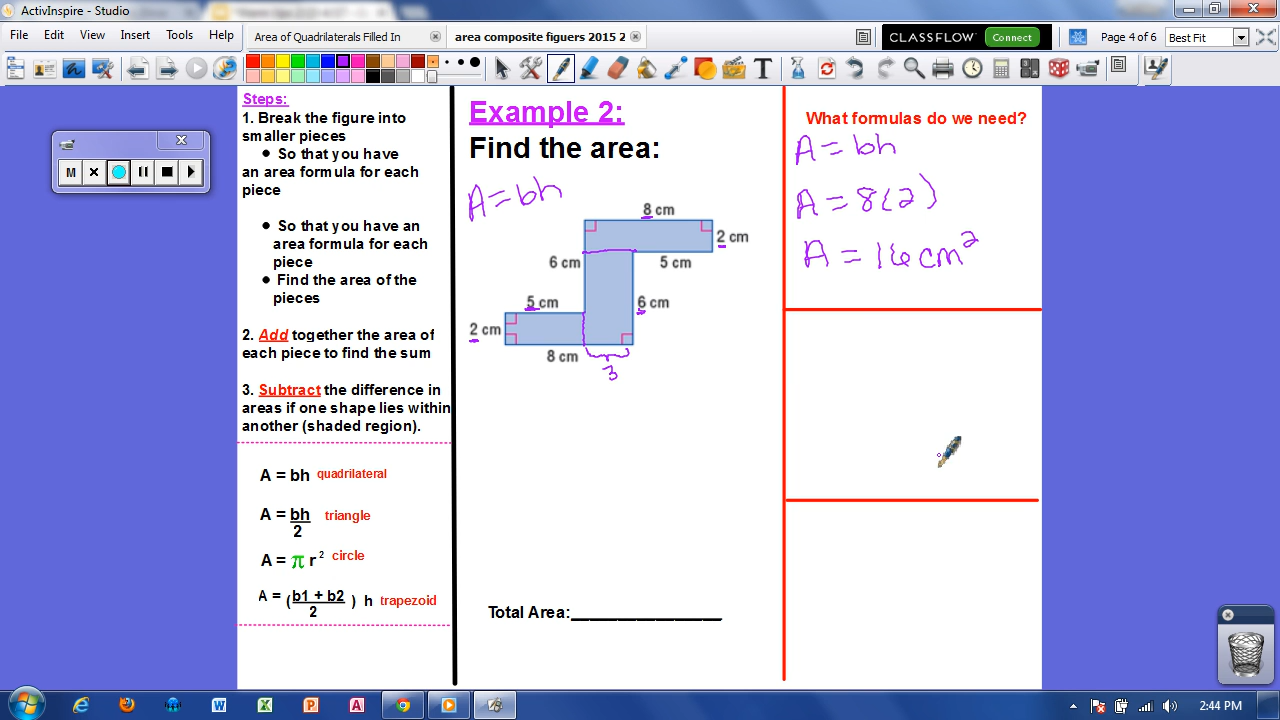 ActivInspire - Studio
File Edit View Insert Tools Help
Area of Quadrilaterals Filled In
area composite figuers 2015 2
CLASSFLOW Connect
Page 4 of 6
Best Fit
M
Steps:
1. Break the figure into
smaller pieces
● So that you have
an area formula for each
piece
● So that you have an
area formula for each
piece
● Find the area of the
pieces
2. Add together the area of
each piece to find the sum
3. Subtract the difference in
areas if one shape lies within
another (shaded region).
A = bh quadrilateral
A = bh/2 triangle
A = π r² circle
A = (b1 + b2/2) h trapezoid
Example 2:
Find the area:
A = bh
8 cm
2 cm
6 cm
5 cm
5 cm
6 cm
2 cm
8 cm
3
Total Area:________________
What formulas do we need?
A = bh
A = 8(2)
A = 16 cm²
2:44 PM